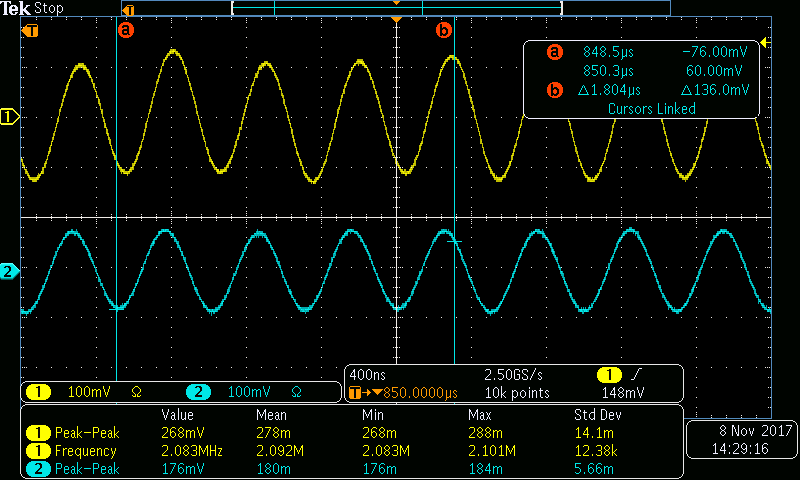 Tek Stop
T
T a b
a 848.5µs −76.00mV
850.3µs 60.00mV
b Δ1.804µs Δ136.0mV
Cursors Linked
1
2
1 100mV Ω 2 100mV Ω
400ns 2.50GS/s 1
T→▼850.0000µs 10k points 148mV
Value Mean Min Max Std Dev
1 Peak–Peak 268mV 278m 268m 288m 14.1m
1 Frequency 2.083MHz 2.092M 2.083M 2.101M 12.38k
2 Peak–Peak 176mV 180m 176m 184m 5.66m
8 Nov 2017
14:29:16